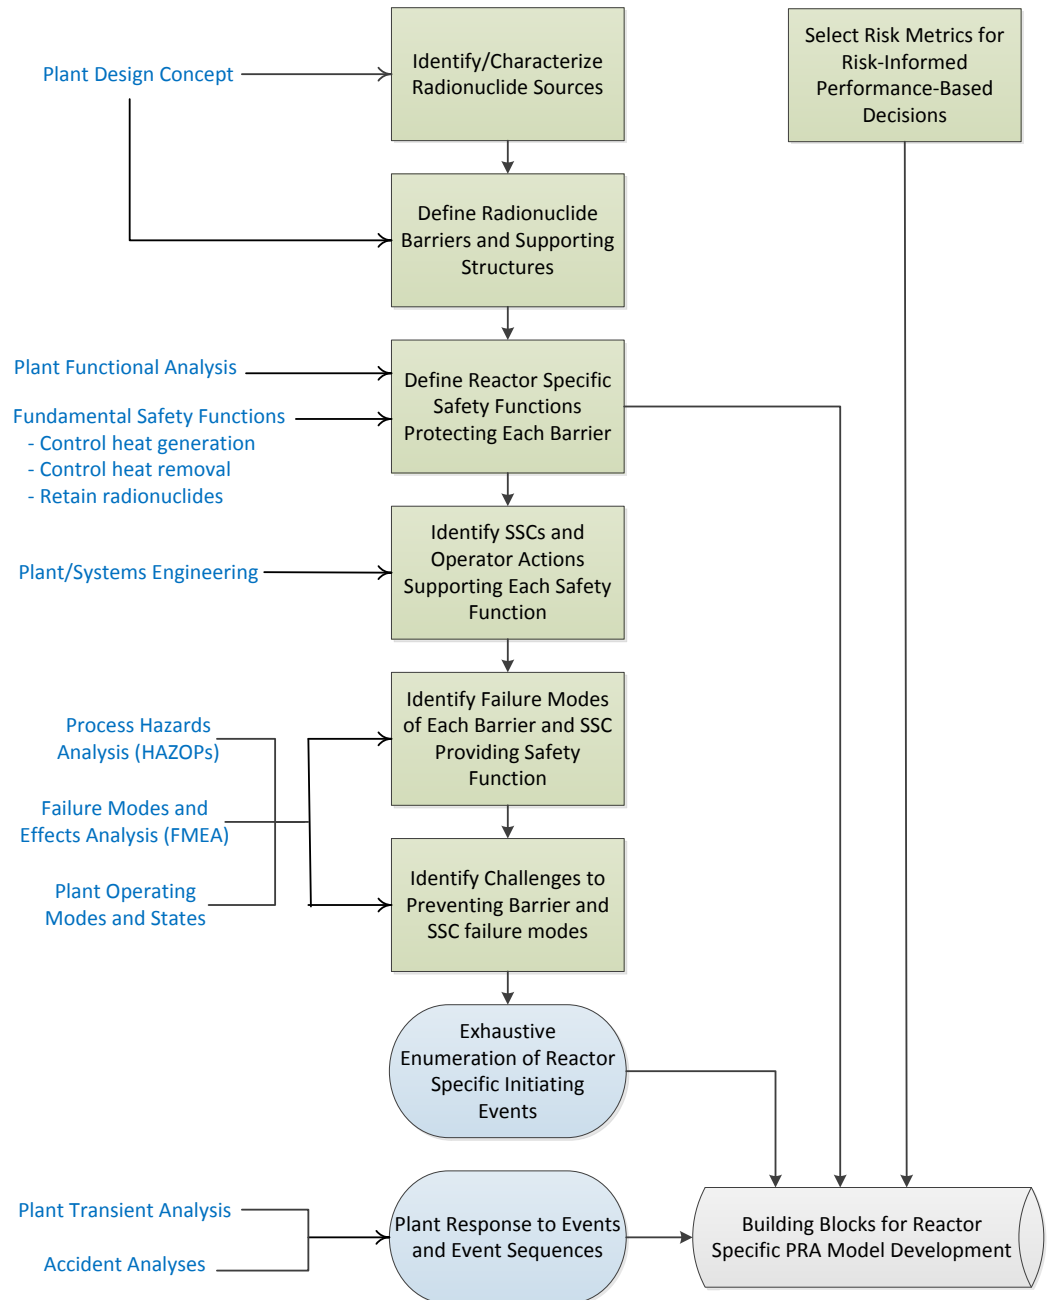 Plant Design Concept
Identify/Characterize
Radionuclide Sources
Select Risk Metrics for
Risk-Informed
Performance-Based
Decisions
Define Radionuclide
Barriers and Supporting
Structures
Plant Functional Analysis
Fundamental Safety Functions
- Control heat generation
- Control heat removal
- Retain radionuclides
Define Reactor Specific
Safety Functions
Protecting Each Barrier
Plant/Systems Engineering
Identify SSCs and
Operator Actions
Supporting Each Safety
Function
Process Hazards
Analysis (HAZOPs)
Failure Modes and
Effects Analysis (FMEA)
Plant Operating
Modes and States
Identify Failure Modes
of Each Barrier and SSC
Providing Safety
Function
Identify Challenges to
Preventing Barrier and
SSC failure modes
Exhaustive
Enumeration of Reactor
Specific Initiating
Events
Plant Transient Analysis
Accident Analyses
Plant Response to Events
and Event Sequences
Building Blocks for Reactor
Specific PRA Model Development